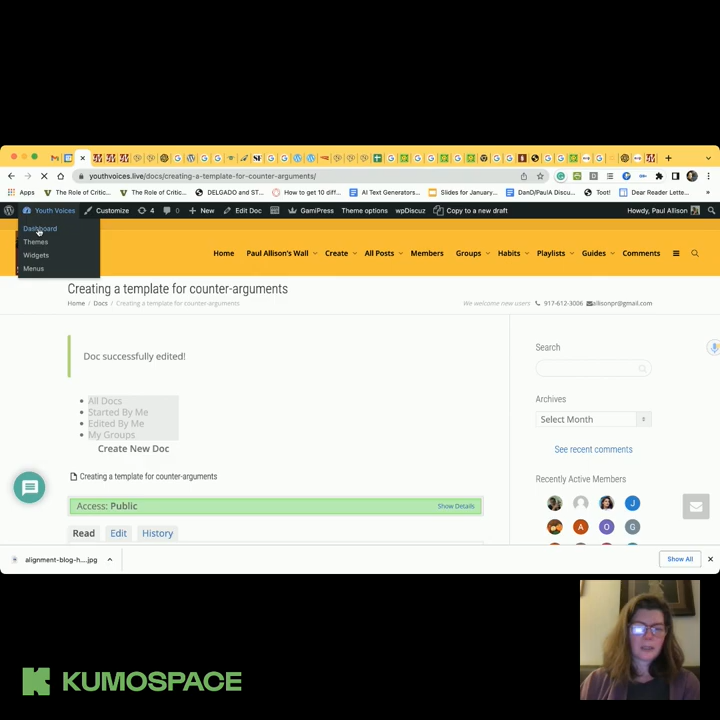 youthvoices.live/docs/creating-a-template-for-counter-arguments/
Apps
The Role of Critic...
The Role of Critic...
DELGADO and ST...
How to get 10 diff...
AI Text Generators...
Slides for January...
DanD/PaulA Discu...
Toot!
Dear Reader Letter...
Youth Voices
Customize
4
0
New
Edit Doc
GamiPress
Theme options
wpDiscuz
Copy to a new draft
Howdy, Paul Allison
Dashboard
Themes
Widgets
Menus
Home
Paul Allison's Wall
Create
All Posts
Members
Groups
Habits
Playlists
Guides
Comments
Creating a template for counter-arguments
Home / Docs / Creating a template for counter-arguments
We welcome new users
917-612-3006
allisonpr@gmail.com
Doc successfully edited!
All Docs
Started By Me
Edited By Me
My Groups
Create New Doc
Creating a template for counter-arguments
Access: Public
Show Details
Read
Edit
History
Search
Archives
Select Month
See recent comments
Recently Active Members
J
A
O
G
alignment-blog-h....jpg
Show All
KUMOSPACE